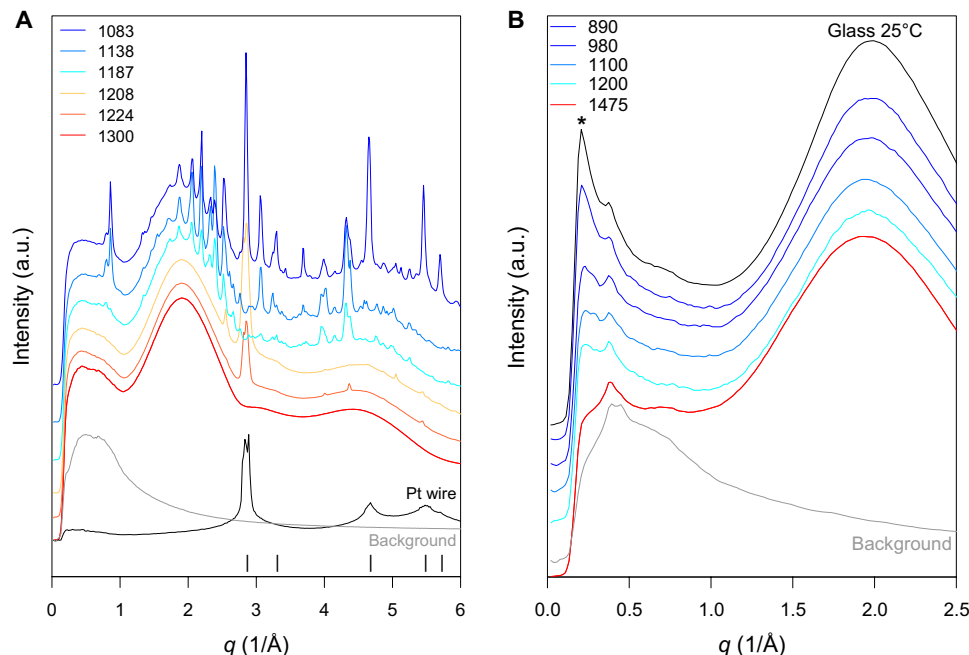 A
1083
1138
1187
1208
1224
1300
Intensity (a.u.)
Pt wire
Background
0 1 2 3 4 5 6
q (1/Å)
B
890
980
1100
1200
1475
Glass 25°C
*
Intensity (a.u.)
Background
0.0 0.5 1.0 1.5 2.0 2.5
q (1/Å)